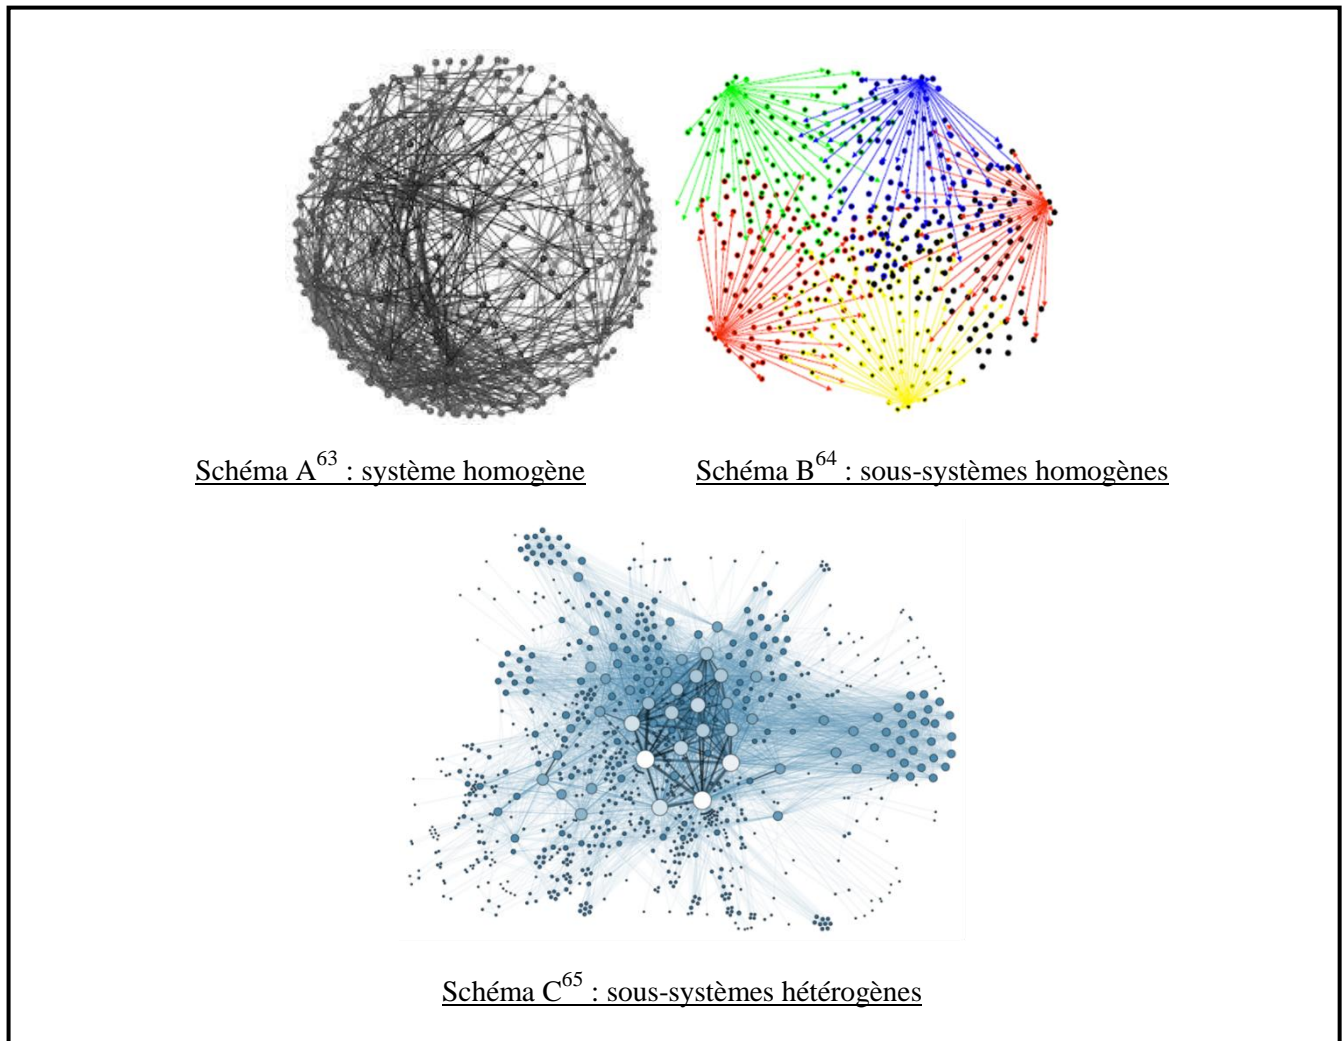 Schéma A63 : système homogène
Schéma B64 : sous-systèmes homogènes
Schéma C65 : sous-systèmes hétérogènes